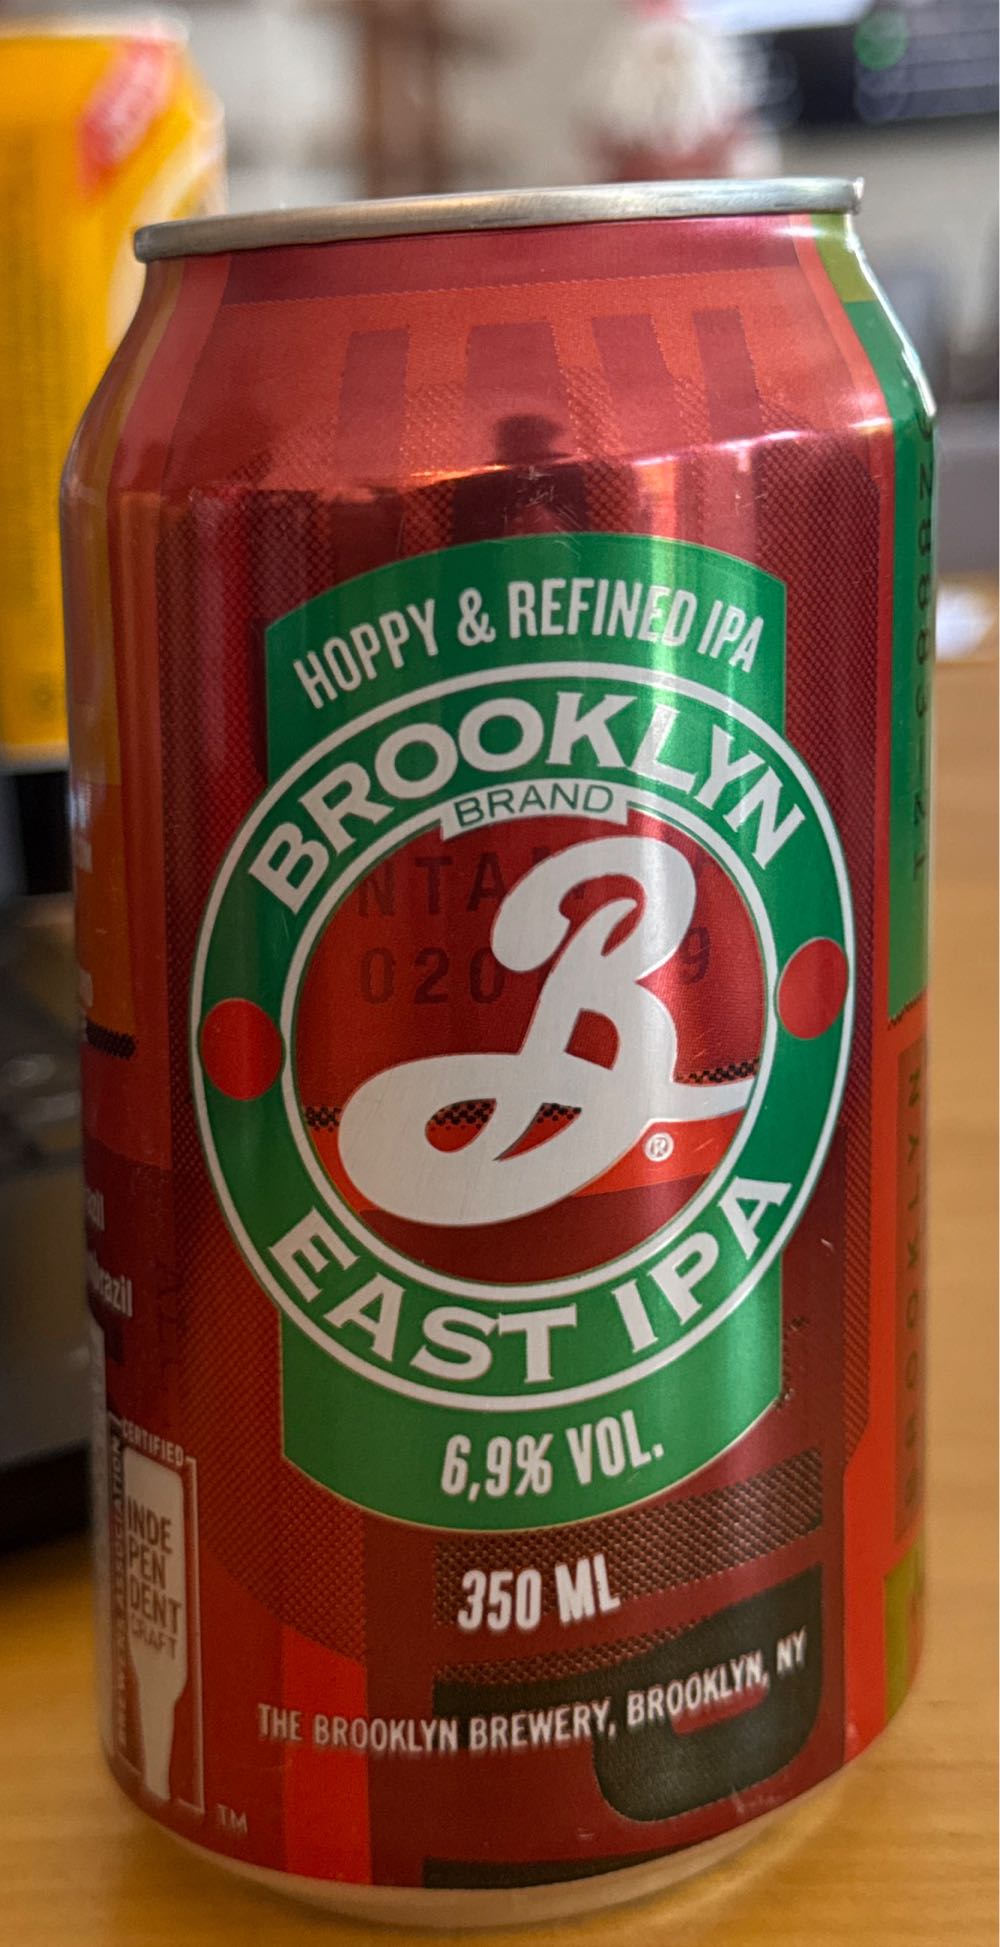 HOPPY & REFINED IPA
BROOKLYN
BRAND
B
®
EAST IPA
6,9% VOL.
350 ML
THE BROOKLYN BREWERY, BROOKLYN, NY
CERTIFIED
INDE
PEN
DENT
CRAFT
TM